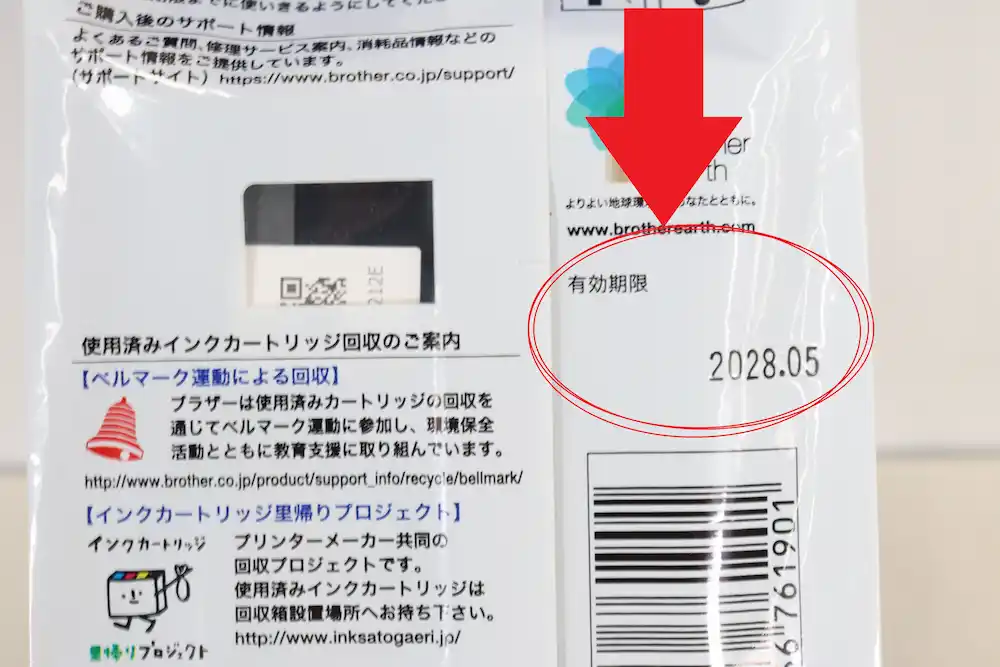 ご購入後のサポート情報
よくあるご質問、修理サービス案内、消耗品情報などの
サポート情報をご提供しています。
(サポートサイト) https://www.brother.co.jp/support/
212E
使用済みインクカートリッジ回収のご案内
【ベルマーク運動による回収】
ブラザーは使用済みカートリッジの回収を
通じてベルマーク運動に参加し、環境保全
活動とともに教育支援に取り組んでいます。
http://www.brother.co.jp/product/support_info/recycle/bellmark/
【インクカートリッジ里帰りプロジェクト】
インクカートリッジ
里帰りプロジェクト
プリンターメーカー共同の
回収プロジェクトです。
使用済みインクカートリッジは
回収箱設置場所へお持ち下さい。
http://www.inksatogaeri.jp/
よりよい地球環 なたとともに。
www.brotherearth.com
有効期限
2028.05